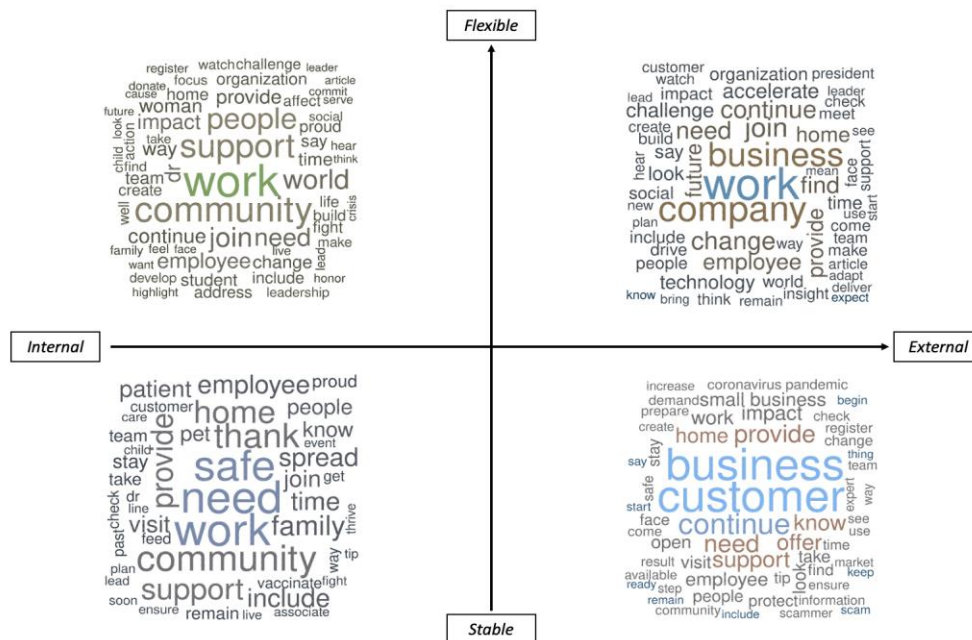 Flexible
register watch challenge leader
donate focus organization article
cause home provide affect commit
serve
future woman social
look action impact people proud
child take way support say hear
find team dr time think
create work world
well community life crisis
build
continue join need fight
family feel face live lead make
want employee change
develop student include honor
highlight address leadership
customer organization president
watch
lead impact accelerate leader
challenge continue check
meet
create need join home see
build
hear say business face support
look future work mean find
social start
new company time
plan use
include change way provide come
drive team
people employee make
technology world article
adapt
know bring think remain insight deliver
expect
Internal
External
patient employee proud
customer home people
care
team pet thank know
child event
stay provide safe spread
take need join get
dr line time
check visit work family thrive
past feed
plan community way tip
lead support vaccinate fight
soon include
ensure remain live associate
increase coronavirus pandemic
demand small business begin
prepare work impact check
create register
home provide change
say stay business thing
team
safe customer expert way
start
face continue know see
come use
open need offer time
result visit support take market
available look find keep
ready step employee tip ensure
remain people protect information
community include scammer scam
Stable